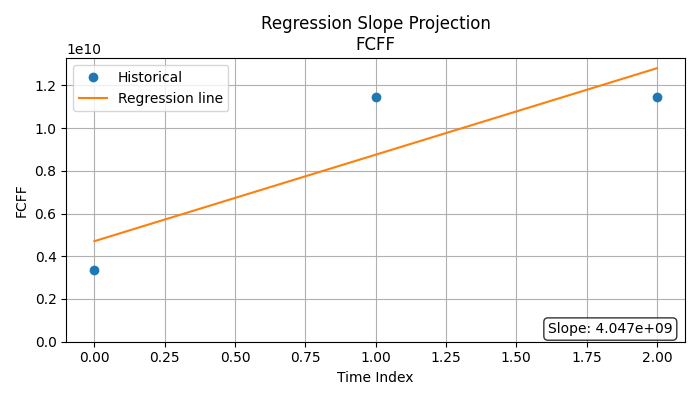 Regression Slope Projection
FCFF
1e10
Historical
Regression line
1.2
1.0
0.8
0.6
0.4
0.2
0.0
FCFF
Slope: 4.047e+09
0.00 0.25 0.50 0.75 1.00 1.25 1.50 1.75 2.00
Time Index